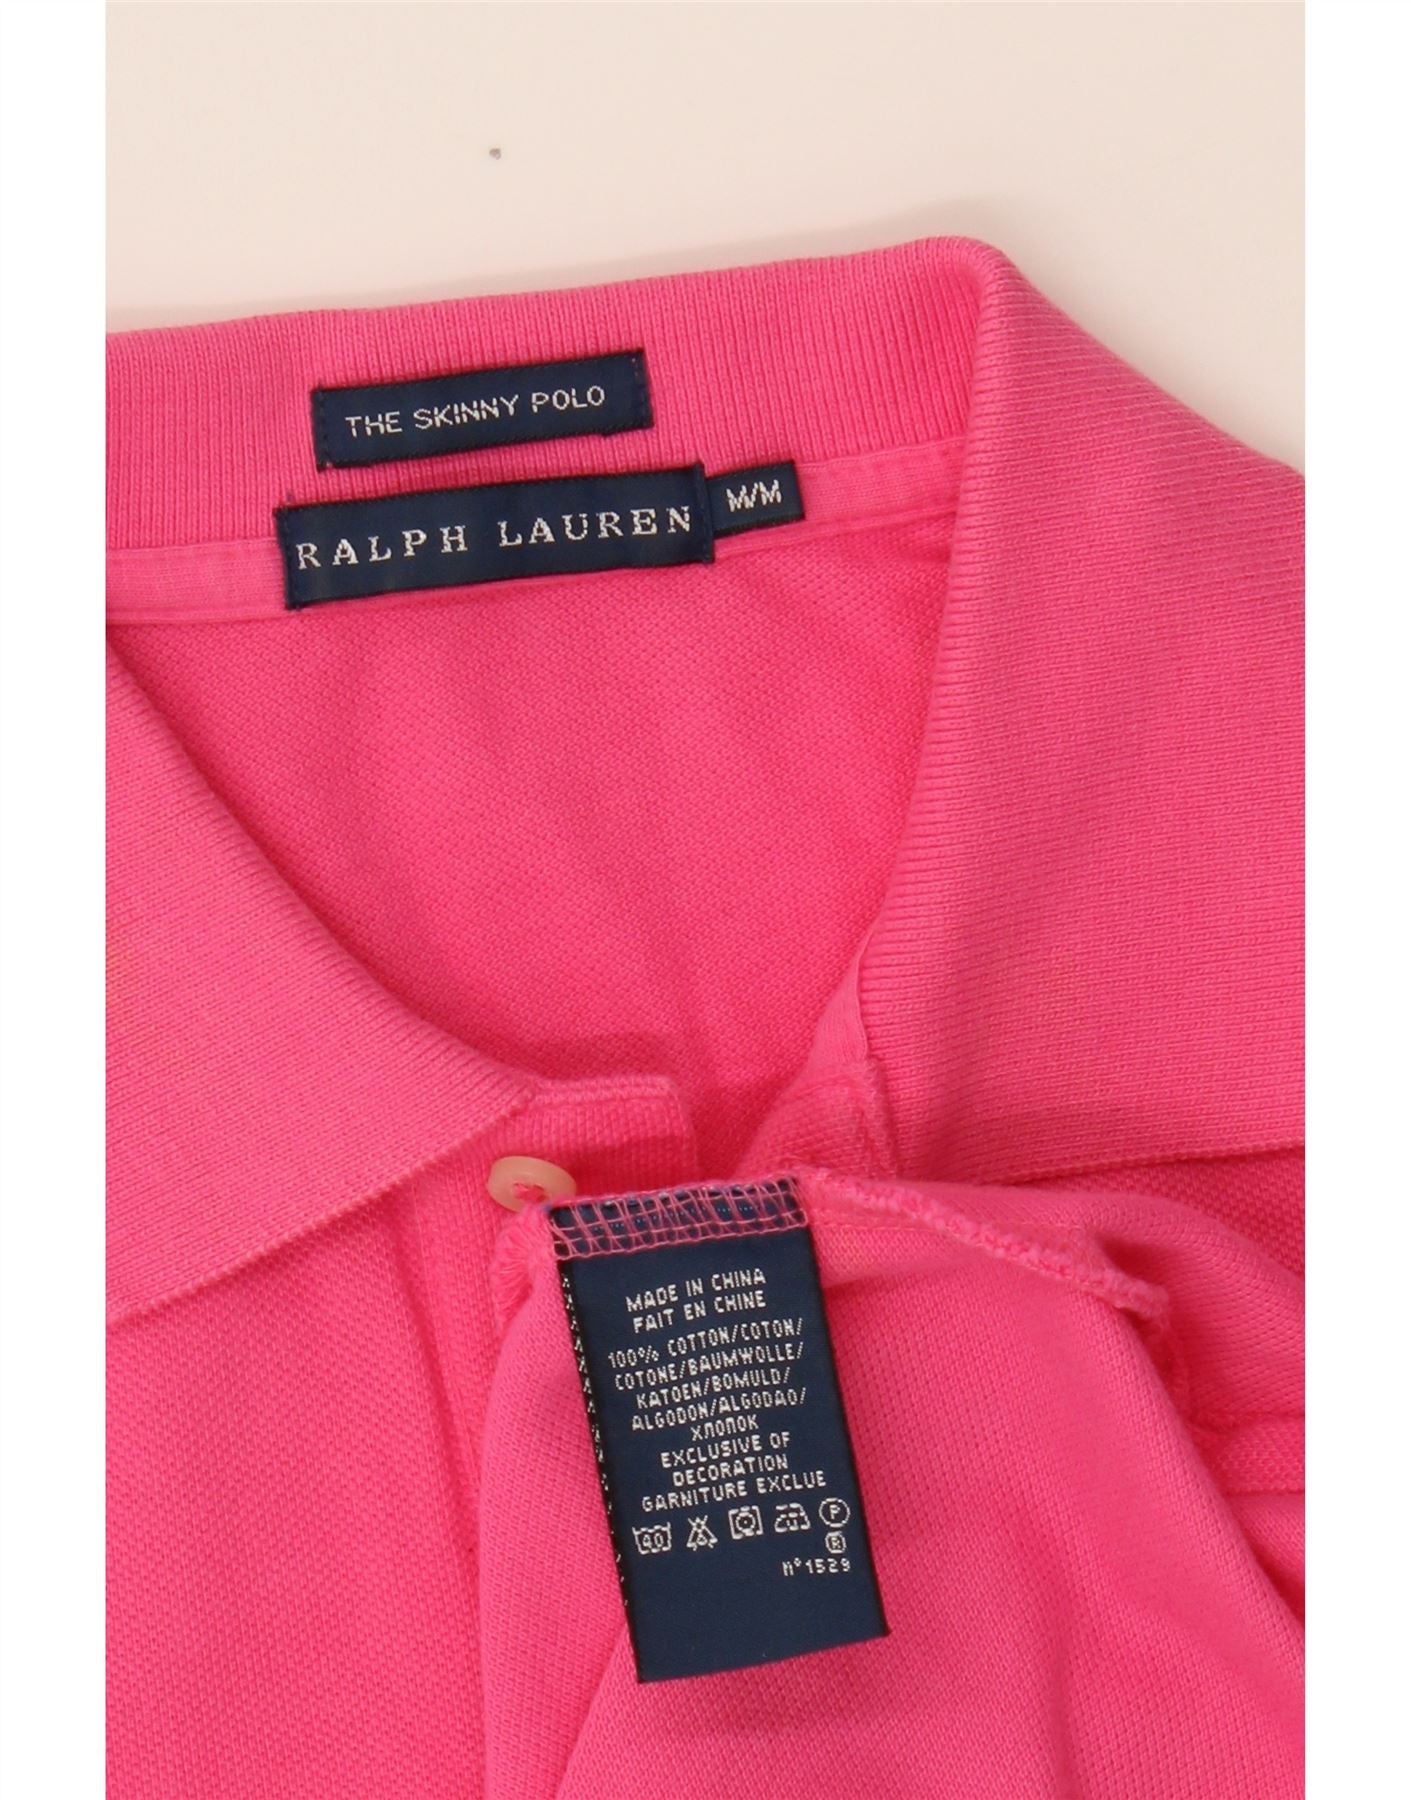 THE SKINNY POLO
RALPH LAUREN
M/M
MADE IN CHINA
FAIT EN CHINE
100% COTTON/COTON/
COTONE/BAUMWOLLE/
KATOEN/BOMULD/
ALGODON/ALGODAO/
ХЛОПОК
EXCLUSIVE OF
DECORATION
GARNITURE EXCLUE
40 P
R
n°1529